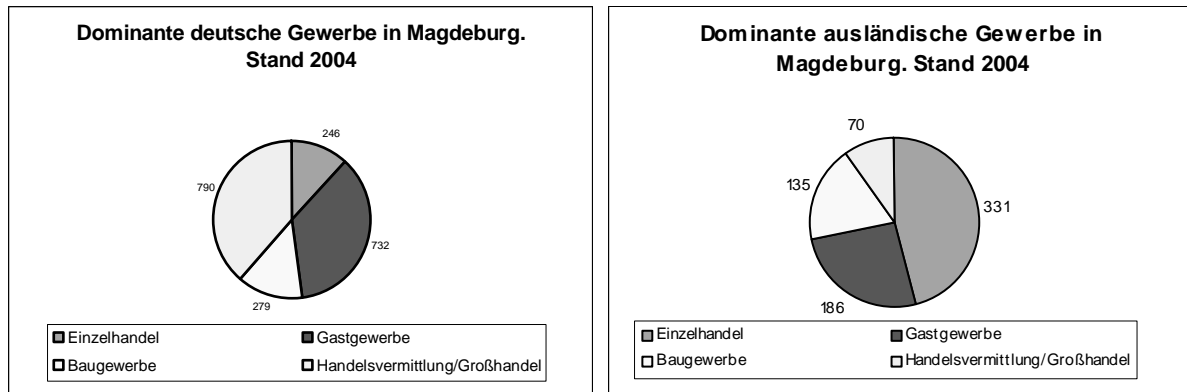 Dominante deutsche Gewerbe in Magdeburg.
Stand 2004
246
790
732
279
Einzelhandel
Gastgewerbe
Baugewerbe
Handelsvermittlung/Großhandel
Dominante ausländische Gewerbe in
Magdeburg. Stand 2004
70
135
331
186
Einzelhandel
Gastgewerbe
Baugewerbe
Handelsvermittlung/Großhandel